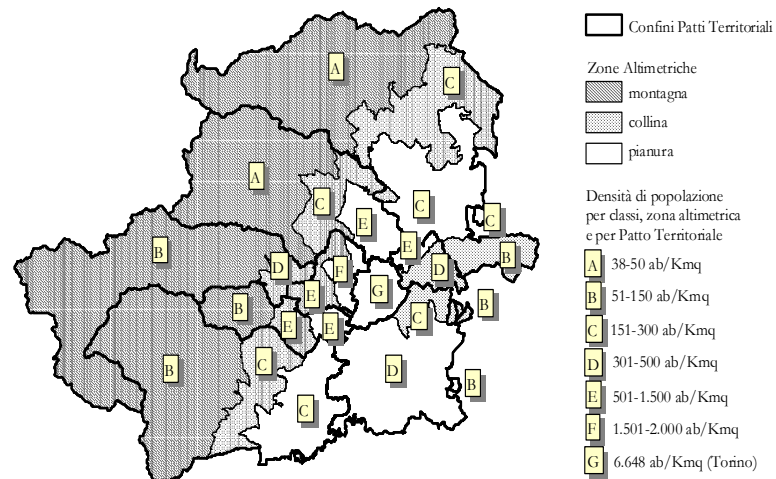 Confini Patti Territoriali
Zone Altimetriche
montagna
collina
pianura
Densità di popolazione
per classi, zona altimetrica
e per Patto Territoriale
A 38-50 ab/Kmq
B 51-150 ab/Kmq
C 151-300 ab/Kmq
D 301-500 ab/Kmq
E 501-1.500 ab/Kmq
F 1.501-2.000 ab/Kmq
G 6.648 ab/Kmq (Torino)
A
C
A
C
C
E
C
E
B
B
D
F
D
G
E
B
B
C
E
E
B
C
D
B
C